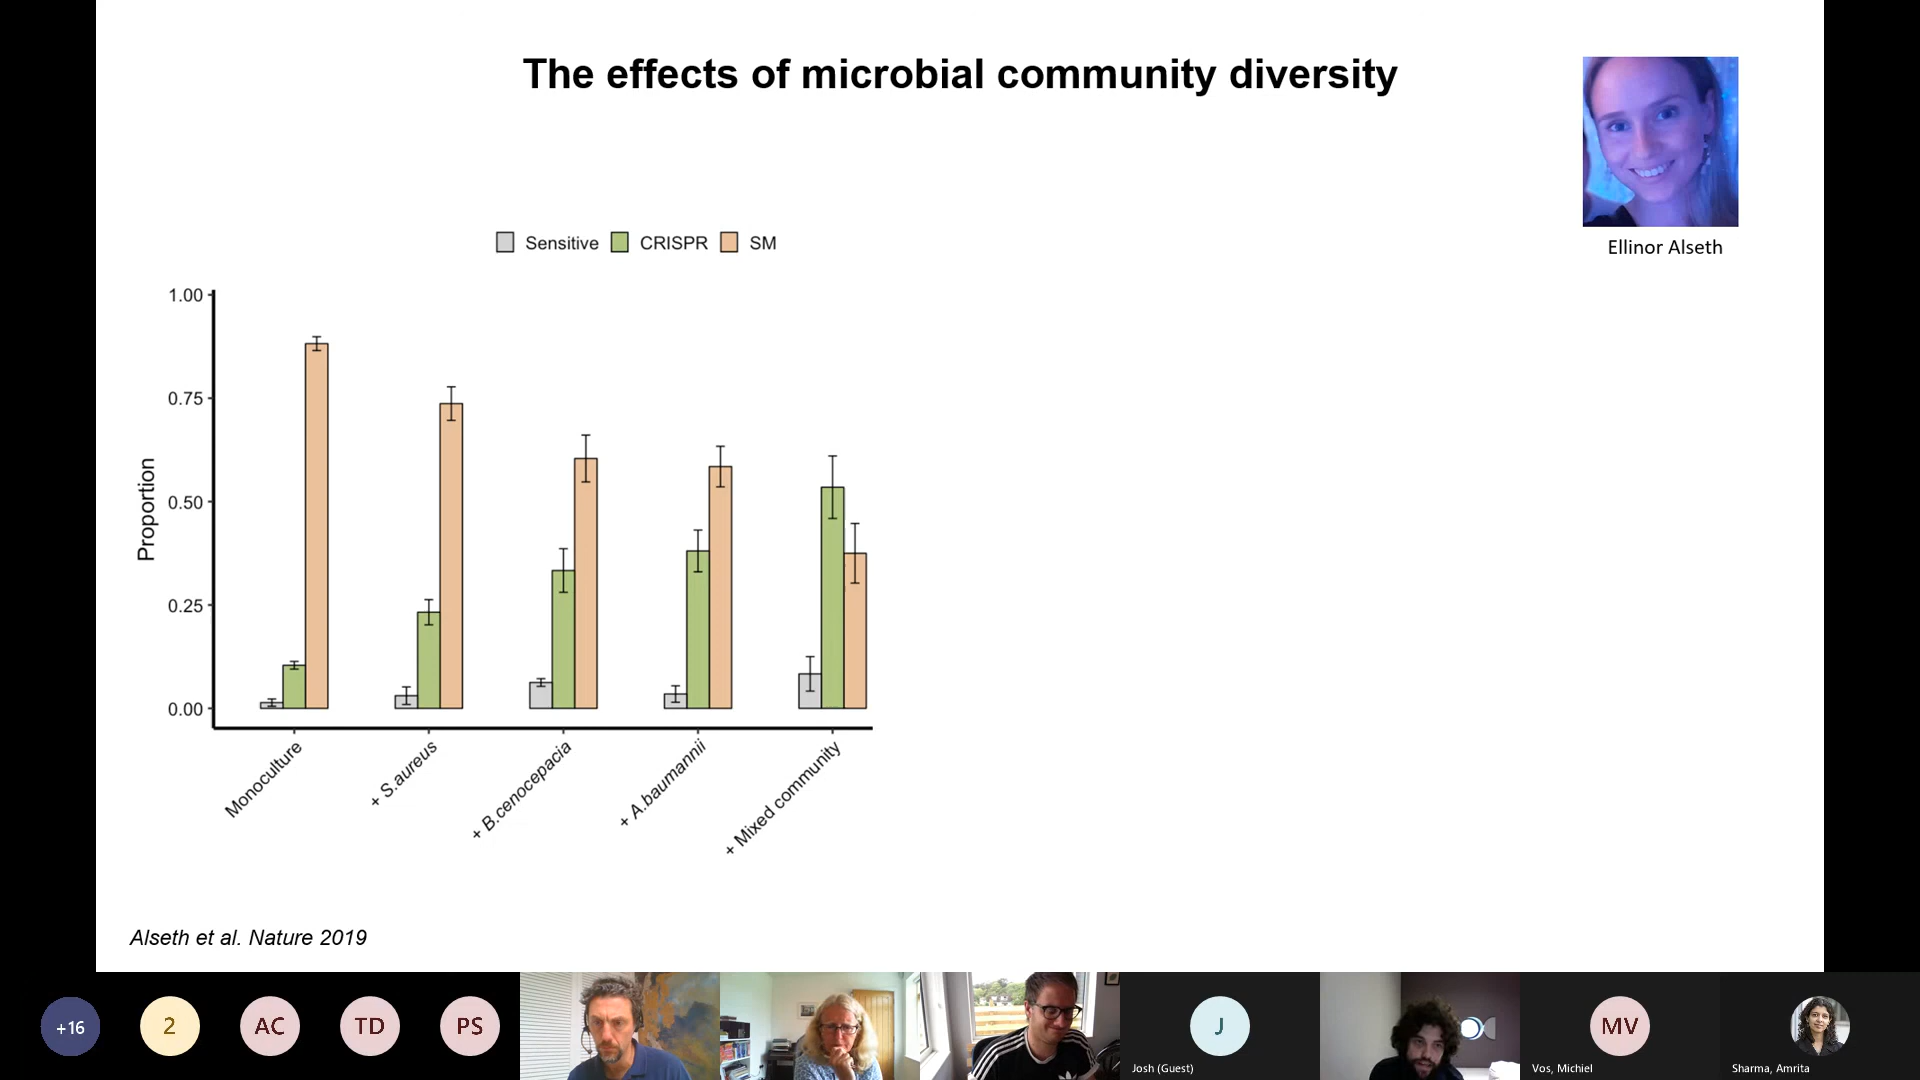 The effects of microbial community diversity
Ellinor Alseth
Sensitive CRISPR SM
1.00
0.75
0.50
0.25
0.00
Proportion
Monoculture
+ S.aureus
+ B.cenocepacia
+ A.baumannii
+ Mixed community
Alseth et al. Nature 2019
+16
2
AC
TD
PS
J
Josh (Guest)
MV
Vos, Michiel
Sharma, Amrita